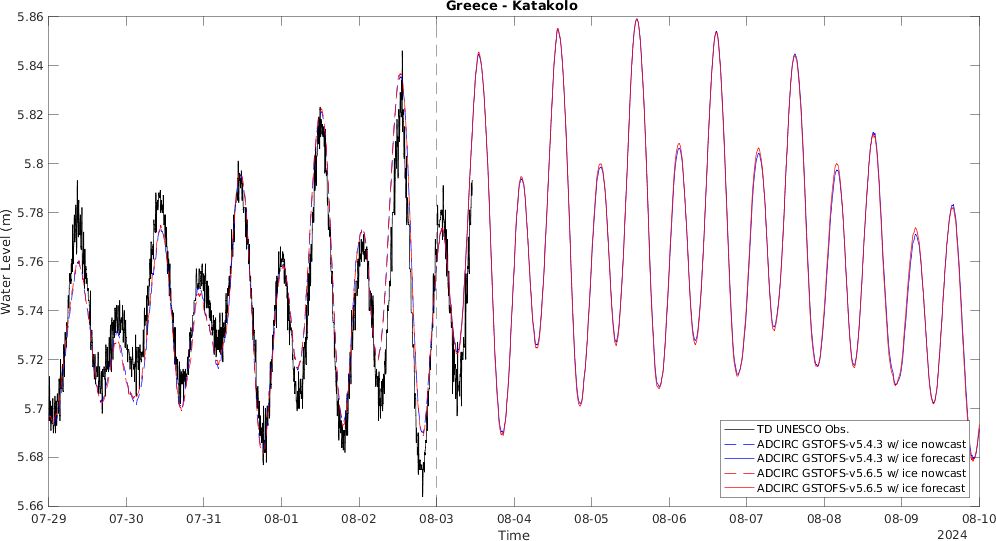 Greece - Katakolo
Water Level (m)
5.86
5.84
5.82
5.8
5.78
5.76
5.74
5.72
5.7
5.68
5.66
07-29 07-30 07-31 08-01 08-02 08-03 08-04 08-05 08-06 08-07 08-08 08-09 08-10
Time
2024
TD UNESCO Obs.
ADCIRC GSTOFS-v5.4.3 w/ ice nowcast
ADCIRC GSTOFS-v5.4.3 w/ ice forecast
ADCIRC GSTOFS-v5.6.5 w/ ice nowcast
ADCIRC GSTOFS-v5.6.5 w/ ice forecast